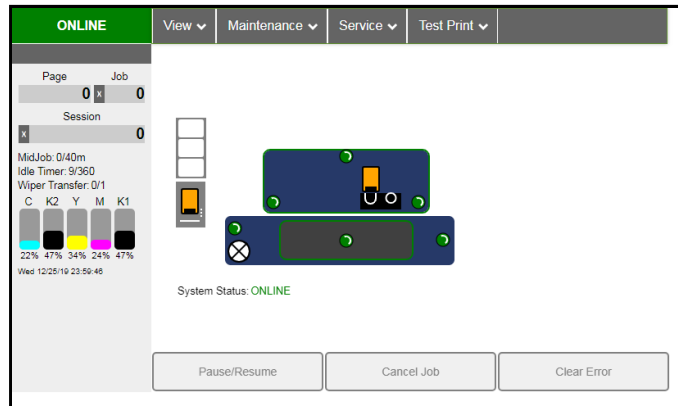 ONLINE
View Maintenance Service Test Print
Page Job
0 x 0
Session
x 0
MidJob: 0/40m
Idle Timer: 9/360
Wiper Transfer: 0/1
C K2 Y M K1
22% 47% 34% 24% 47%
Wed 12/25/19 23:59:46
System Status: ONLINE
Pause/Resume Cancel Job Clear Error